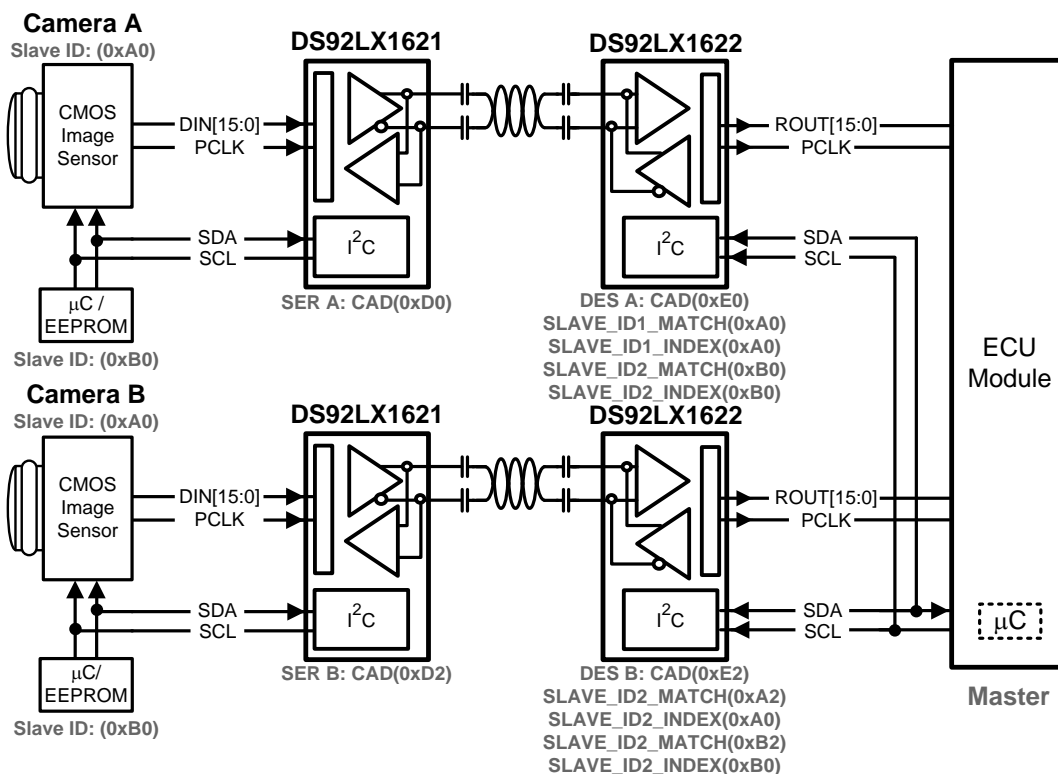 Camera A
Slave ID: (0xA0)
DS92LX1621
DS92LX1622
CMOS
Image
Sensor
DIN[15:0]
PCLK
ROUT[15:0]
PCLK
SDA
SCL
I2C
I2C
SDA
SCL
µC /
EEPROM
Slave ID: (0xB0)
SER A: CAD(0xD0)
DES A: CAD(0xE0)
SLAVE_ID1_MATCH(0xA0)
SLAVE_ID1_INDEX(0xA0)
SLAVE_ID2_MATCH(0xB0)
SLAVE_ID2_INDEX(0xB0)
ECU
Module
Camera B
Slave ID: (0xA0)
DS92LX1621
DS92LX1622
CMOS
Image
Sensor
DIN[15:0]
PCLK
ROUT[15:0]
PCLK
SDA
SCL
I2C
I2C
SDA
SCL
µC
µC/
EEPROM
Slave ID: (0xB0)
SER B: CAD(0xD2)
DES B: CAD(0xE2)
SLAVE_ID2_MATCH(0xA2)
SLAVE_ID2_INDEX(0xA0)
SLAVE_ID2_MATCH(0xB2)
SLAVE_ID2_INDEX(0xB0)
Master